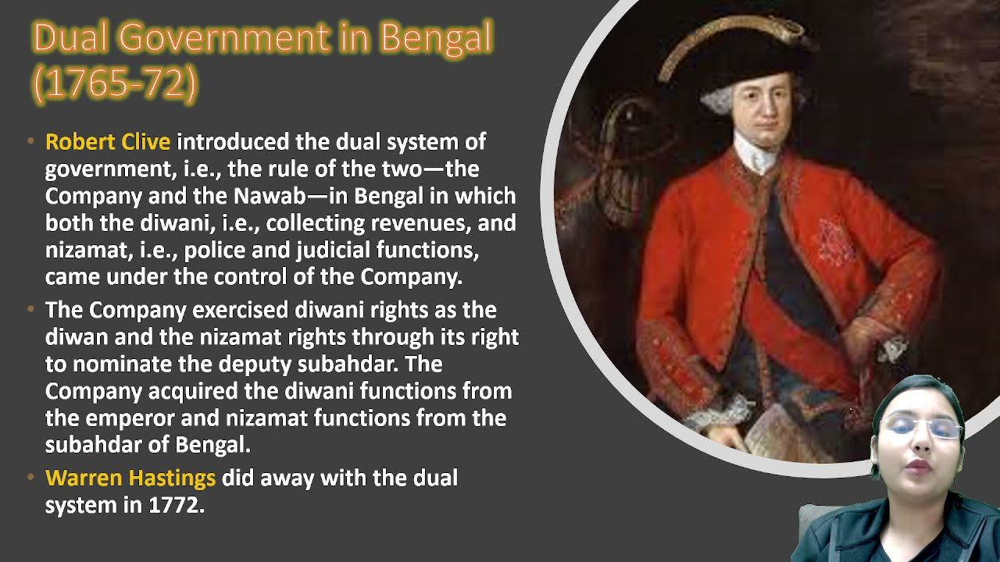 Dual Government in Bengal
(1765-72)
• Robert Clive introduced the dual system of
government, i.e., the rule of the two—the
Company and the Nawab—in Bengal in which
both the diwani, i.e., collecting revenues, and
nizamat, i.e., police and judicial functions,
came under the control of the Company.
• The Company exercised diwani rights as the
diwan and the nizamat rights through its right
to nominate the deputy subahdar. The
Company acquired the diwani functions from
the emperor and nizamat functions from the
subahdar of Bengal.
• Warren Hastings did away with the dual
system in 1772.